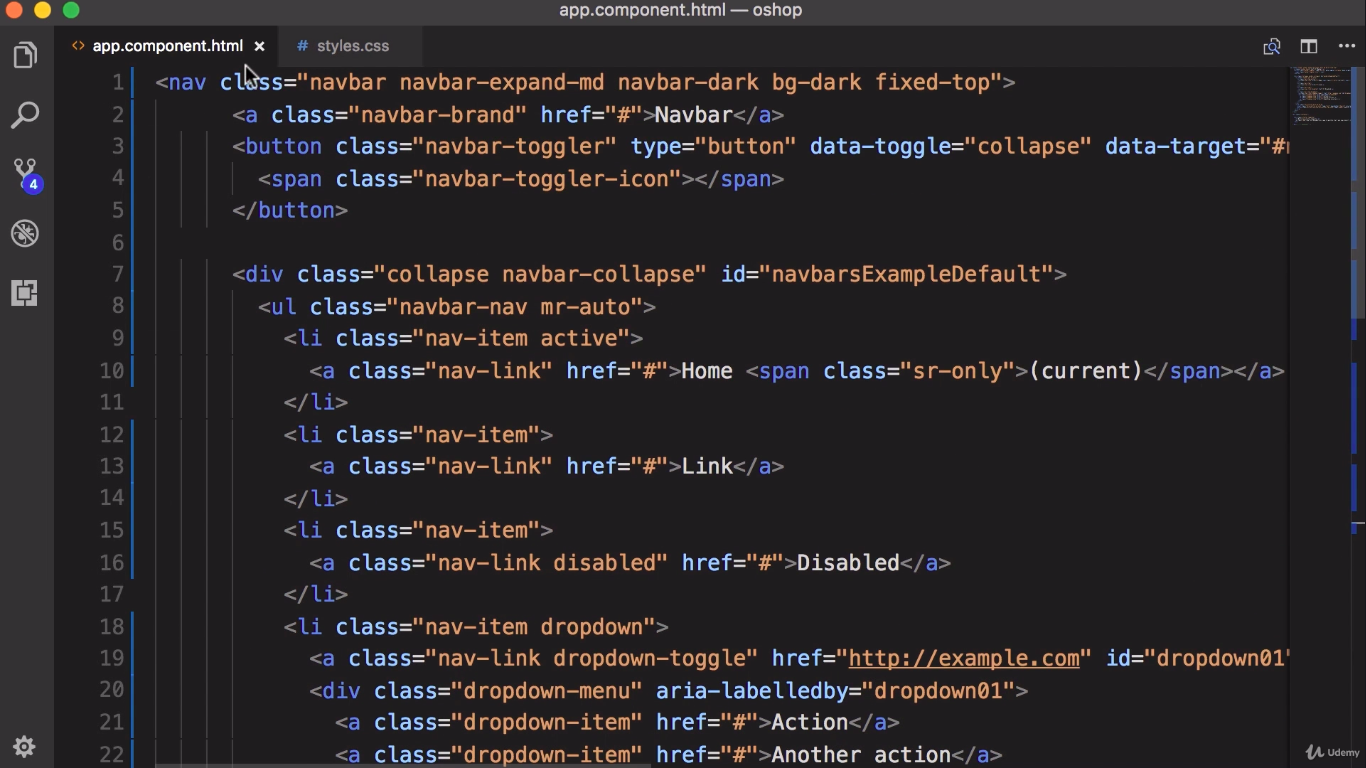 app.component.html — oshop
<> app.component.html × # styles.css
1 <nav class="navbar navbar-expand-md navbar-dark bg-dark fixed-top">
2 <a class="navbar-brand" href="#">Navbar</a>
3 <button class="navbar-toggler" type="button" data-toggle="collapse" data-target="#
4 <span class="navbar-toggler-icon"></span>
5 </button>
6
7 <div class="collapse navbar-collapse" id="navbarsExampleDefault">
8 <ul class="navbar-nav mr-auto">
9 <li class="nav-item active">
10 <a class="nav-link" href="#">Home <span class="sr-only">(current)</span></a>
11 </li>
12 <li class="nav-item">
13 <a class="nav-link" href="#">Link</a>
14 </li>
15 <li class="nav-item">
16 <a class="nav-link disabled" href="#">Disabled</a>
17 </li>
18 <li class="nav-item dropdown">
19 <a class="nav-link dropdown-toggle" href="http://example.com" id="dropdown01"
20 <div class="dropdown-menu" aria-labelledby="dropdown01">
21 <a class="dropdown-item" href="#">Action</a>
22 <a class="dropdown-item" href="#">Another action</a>
4
Udemy